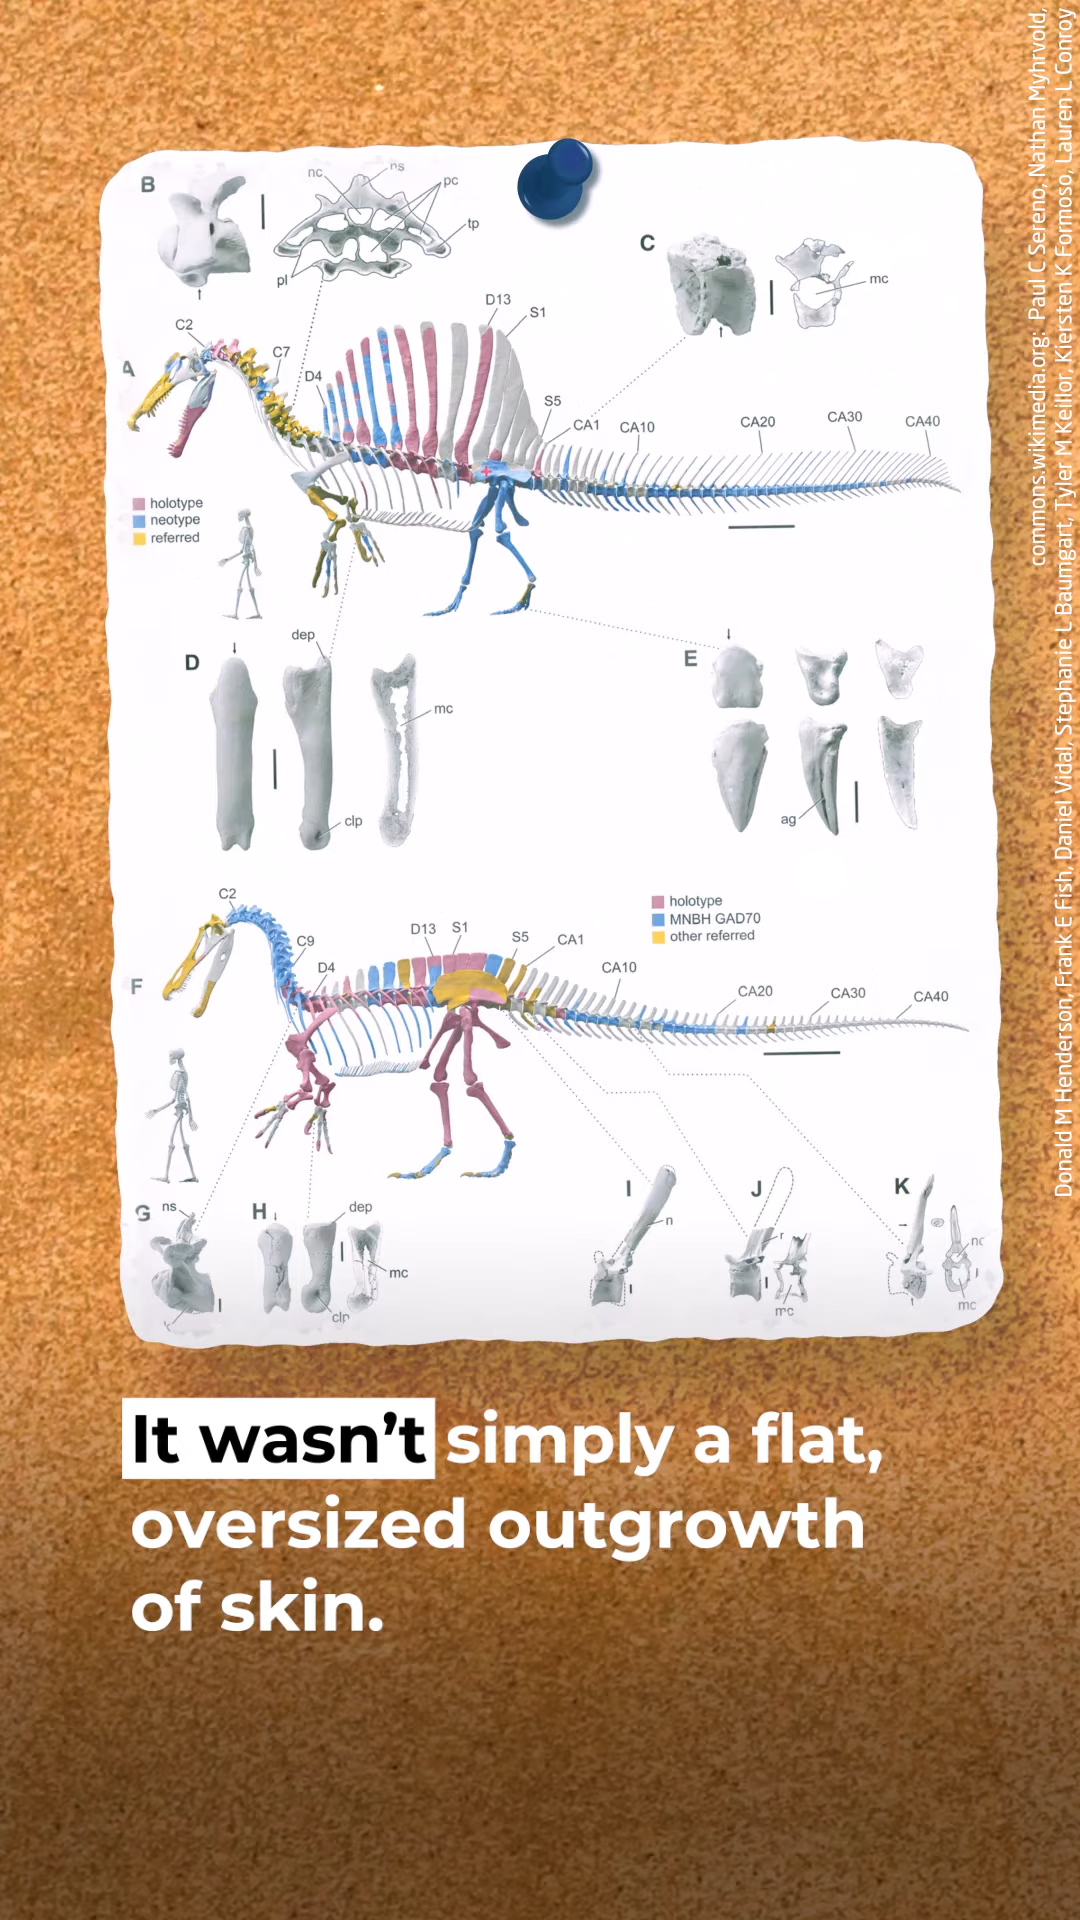 commons.wikimedia.org: Paul C Sereno, Nathan Myhrvold,
Donald M Henderson, Frank E Fish, Daniel Vidal, Stephanie L Baumgart, Tyler M Keillor, Kiersten K Formoso, Lauren L Conroy
B
nc
ns
pc
tp
pl
C
mc
D13
S1
C2
C7
A
D4
S5
CA1
CA10
CA20
CA30
CA40
holotype
neotype
referred
D
dep
mc
clp
E
ag
C2
holotype
MNBH GAD70
other referred
C9
D4
D13
S1
S5
CA1
CA10
CA20
CA30
CA40
F
G
ns
H
dep
mc
clp
I
n
J
r
mc
K
nc
mc
It wasn’t simply a flat,
oversized outgrowth
of skin.